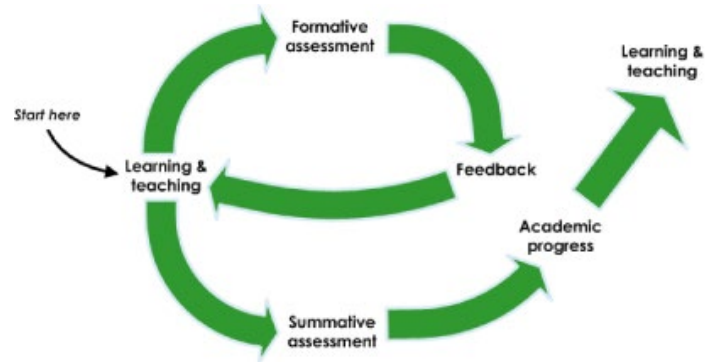 Formative
assessment
Learning &
teaching
Start here
Learning &
teaching
Feedback
Academic
progress
Summative
assessment